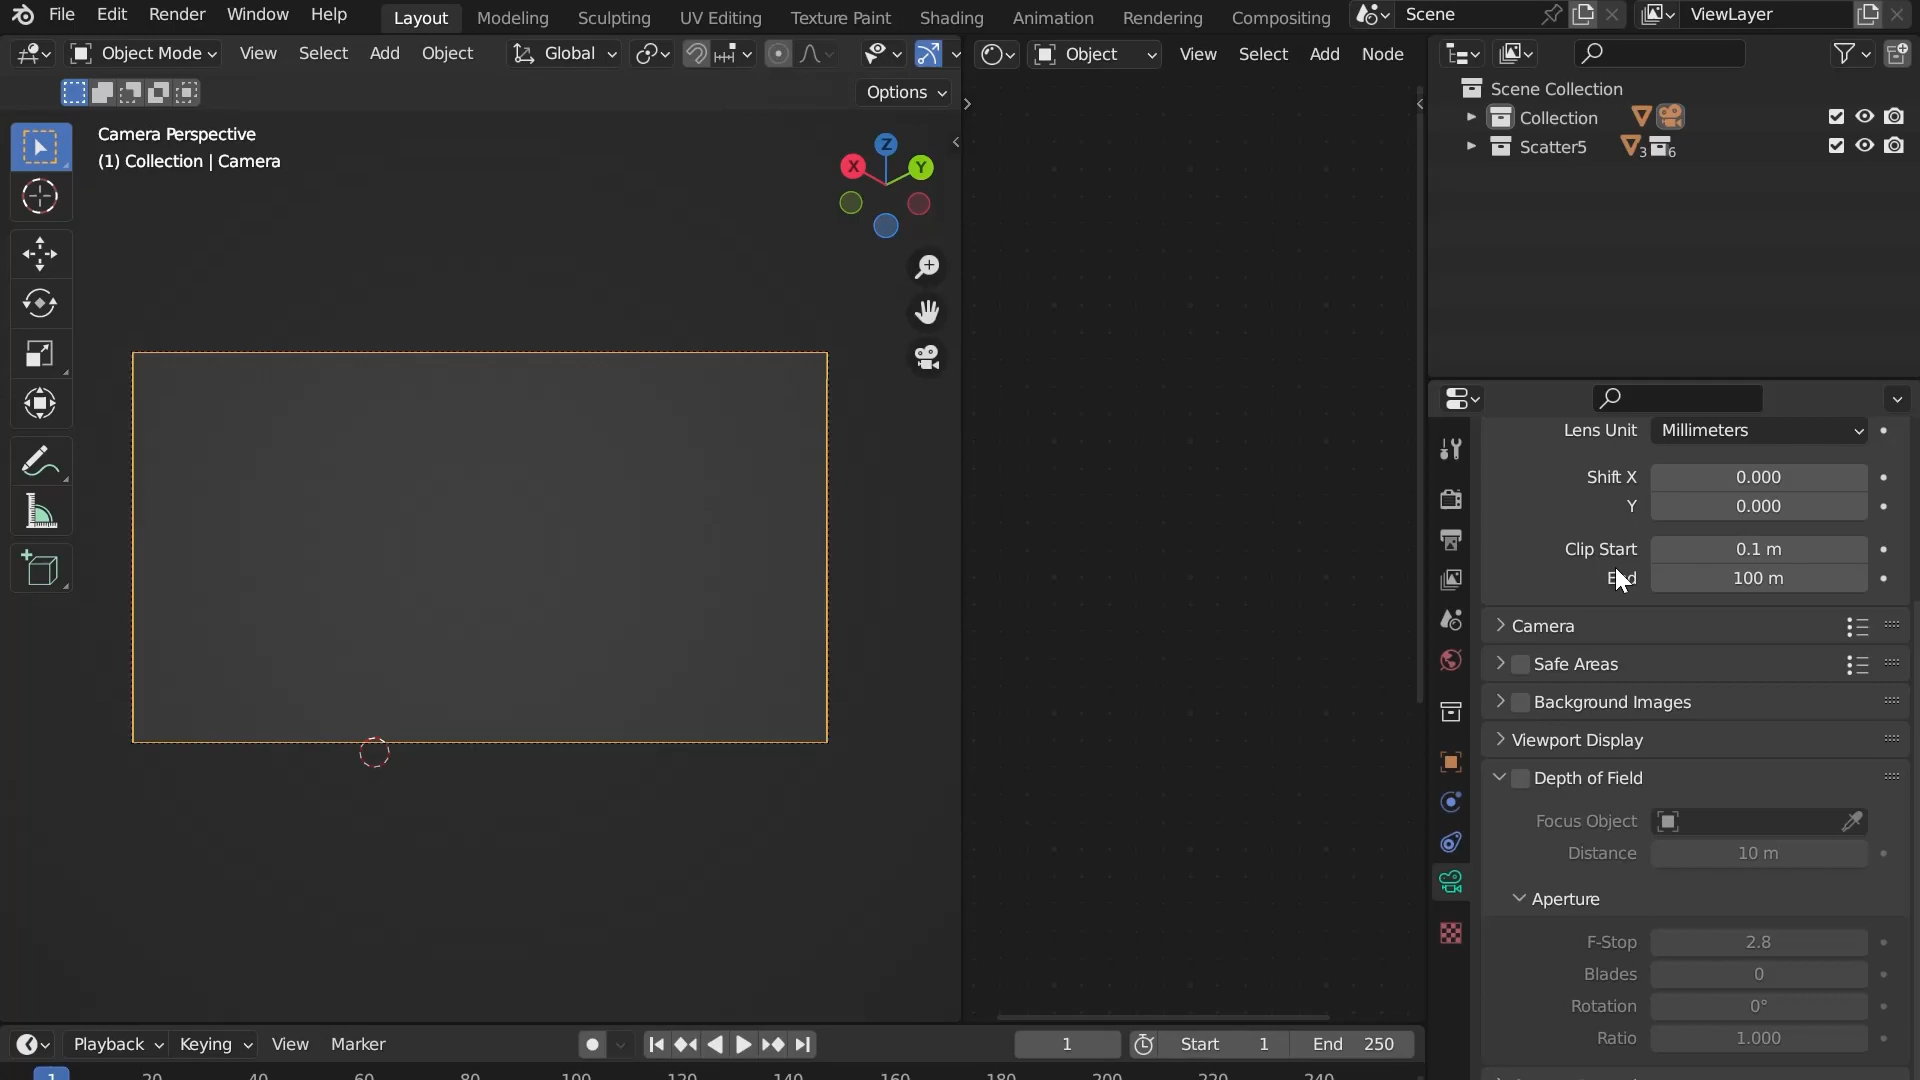 File Edit Render Window Help Layout Modeling Sculpting UV Editing Texture Paint Shading Animation Rendering Compositing Scene ViewLayer
Object Mode View Select Add Object Global
Object View Select Add Node
Options
Camera Perspective
(1) Collection | Camera
Z
X
Y
Scene Collection
Collection
Scatter5 3 6
Lens Unit Millimeters
Shift X 0.000
Y 0.000
Clip Start 0.1 m
End 100 m
Camera
Safe Areas
Background Images
Viewport Display
Depth of Field
Focus Object
Distance 10 m
Aperture
F-Stop 2.8
Blades 0
Rotation 0°
Ratio 1.000
Playback Keying View Marker 1 Start 1 End 250
1 20 40 60 80 100 120 140 160 180 200 220 240